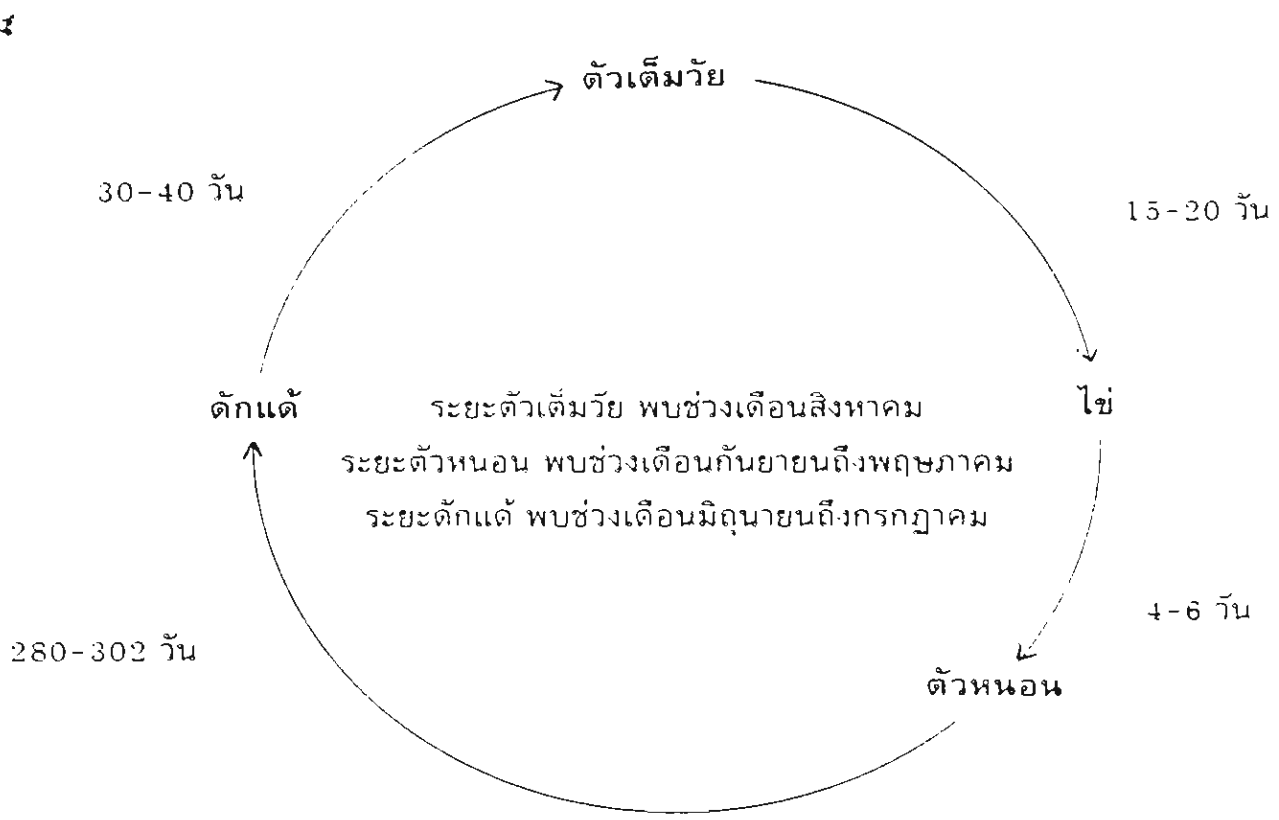 ตัวเต็มวัย
30-40 วัน
15-20 วัน
ดักแด้
ไข่
ระยะตัวเต็มวัย พบช่วงเดือนสิงหาคม
ระยะตัวหนอน พบช่วงเดือนกันยายนถึงพฤษภาคม
ระยะดักแด้ พบช่วงเดือนมิถุนายนถึงกรกฎาคม
4-6 วัน
280-302 วัน
ตัวหนอน